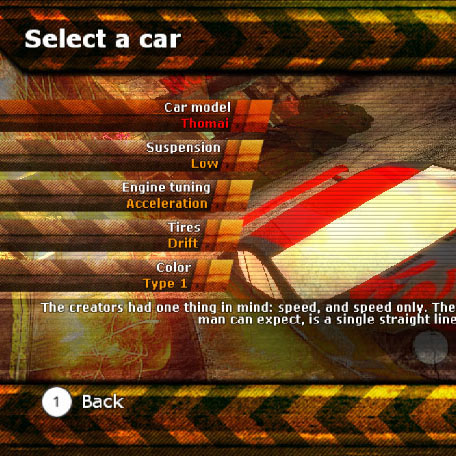 Select a car
Car model
Thomai
Suspension
Low
Engine tuning
Acceleration
Tires
Drift
Color
Type 1
The creators had one thing in mind: speed, and speed only. The
man can expect, is a single straight line
1 Back